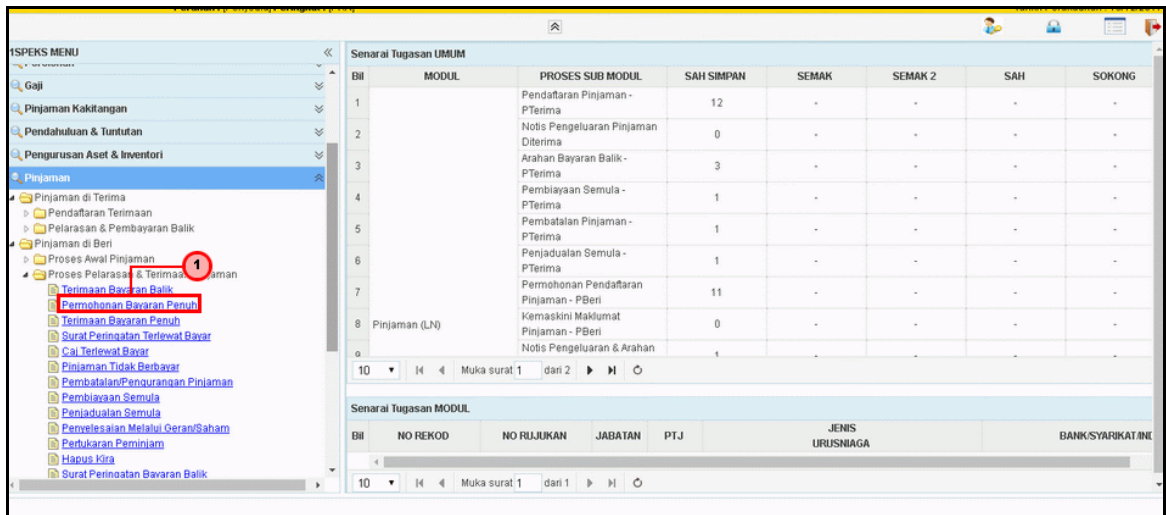 1SPEKS MENU
Gaji
Pinjaman Kakitangan
Pendahuluan & Tuntutan
Pengurusan Aset & Inventori
Pinjaman
Pinjaman di Terima
Pendaftaran Terimaan
Pelarasan & Pembayaran Balik
Pinjaman di Beri
Proses Awal Pinjaman
1
Proses Pelarasan & Terimaan
Terimaan Bayaran Balik
Permohonan Bayaran Penuh
Terimaan Bayaran Penuh
Surat Peringatan Terlewat Bayar
Caj Terlewat Bayar
Pinjaman Tidak Berbayar
Pembatalan/Pengurangan Pinjaman
Pembiayaan Semula
Penjadualan Semula
Penyelesaian Melalui Geran/Saham
Pertukaran Peminjam
Hapus Kira
Surat Peringatan Bayaran Balik
Senarai Tugasan UMUM
Bil MODUL PROSES SUB MODUL SAH SIMPAN SEMAK SEMAK 2 SAH SOKONG
Pendaftaran Pinjaman -
1 12 - - - -
PTerima
Notis Pengeluaran Pinjaman
2 0 - - - -
Diterima
Arahan Bayaran Balik -
3 3 - - - -
PTerima
Pembiayaan Semula -
4 1 - - - -
PTerima
Pembatalan Pinjaman -
5 1 - - - -
PTerima
Penjadualan Semula -
6 1 - - - -
PTerima
Permohonan Pendaftaran
7 11 - - - -
Pinjaman - PBeri
Kemaskini Maklumat
8 Pinjaman (LN) 0 - - - -
Pinjaman - PBeri
Notis Pengeluaran & Arahan
10 Muka surat 1 dari 2
Senarai Tugasan MODUL
Bil NO REKOD NO RUJUKAN JABATAN PTJ JENIS URUSNIAGA BANK/SYARIKAT/IND
10 Muka surat 1 dari 1